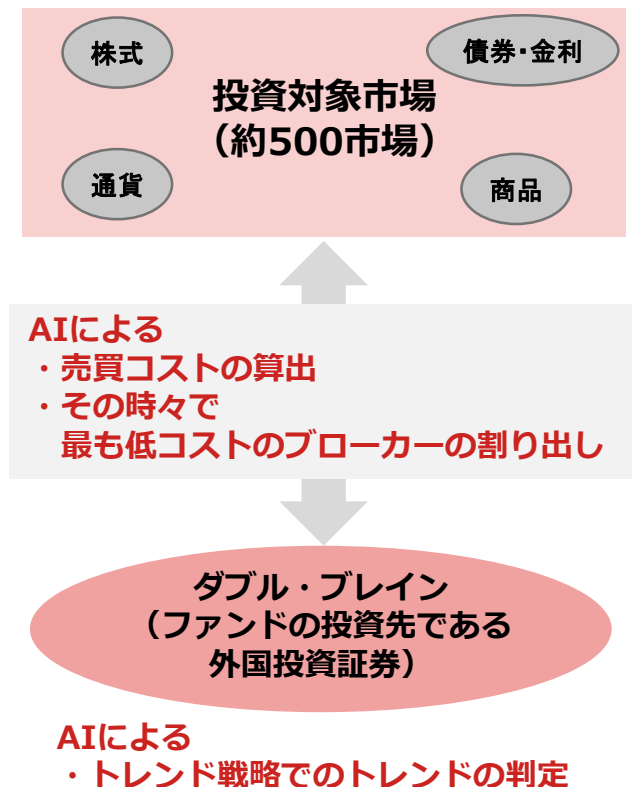 株式
債券・金利
投資対象市場
（約500市場）
通貨
商品
AIによる
・売買コストの算出
・その時々で
最も低コストのブローカーの割り出し
ダブル・ブレイン
（ファンドの投資先である
外国投資証券）
AIによる
・トレンド戦略でのトレンドの判定